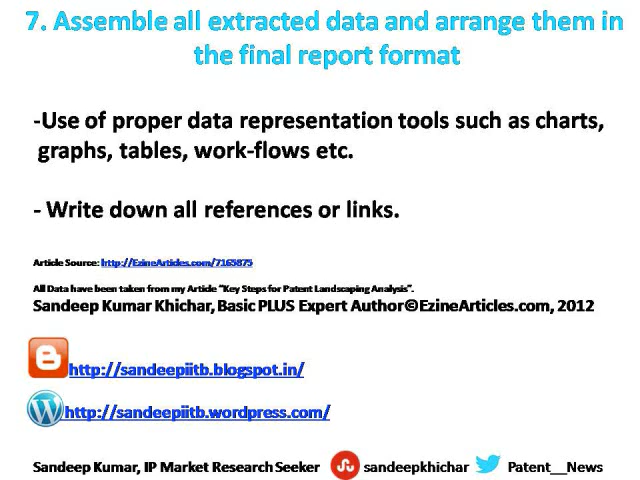 7. Assemble all extracted data and arrange them in
the final report format
-Use of proper data representation tools such as charts,
graphs, tables, work-flows etc.
- Write down all references or links.
Article Source: http://EzineArticles.com/7165875
All Data have been taken from my Article “Key Steps for Patent Landscaping Analysis”.
Sandeep Kumar Khichar, Basic PLUS Expert Author©EzineArticles.com, 2012
http://sandeepiitb.blogspot.in/
http://sandeepiitb.wordpress.com/
Sandeep Kumar, IP Market Research Seeker sandeepkhichar Patent__News